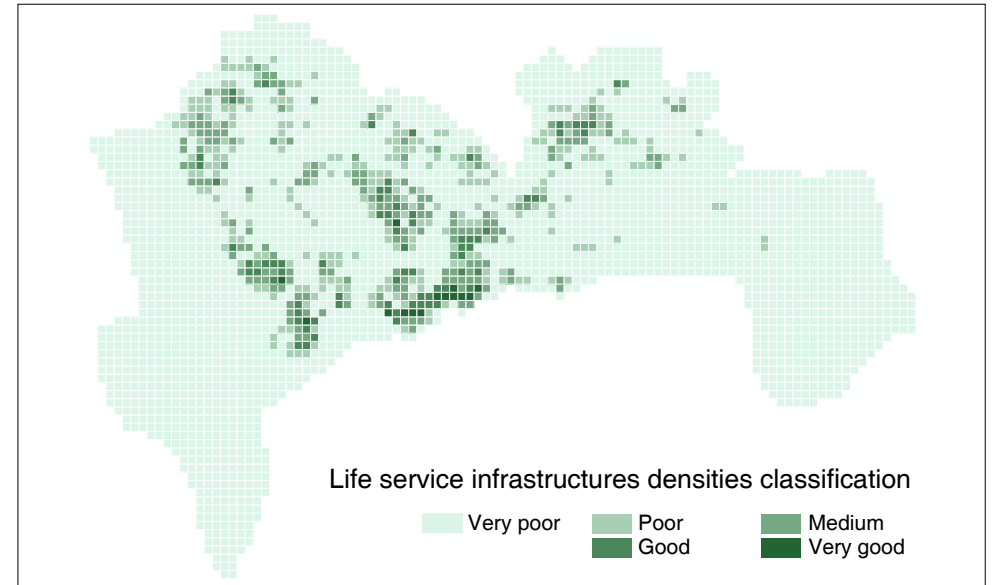 Life service infrastructures densities classification
Very poor Poor Medium
Good Very good